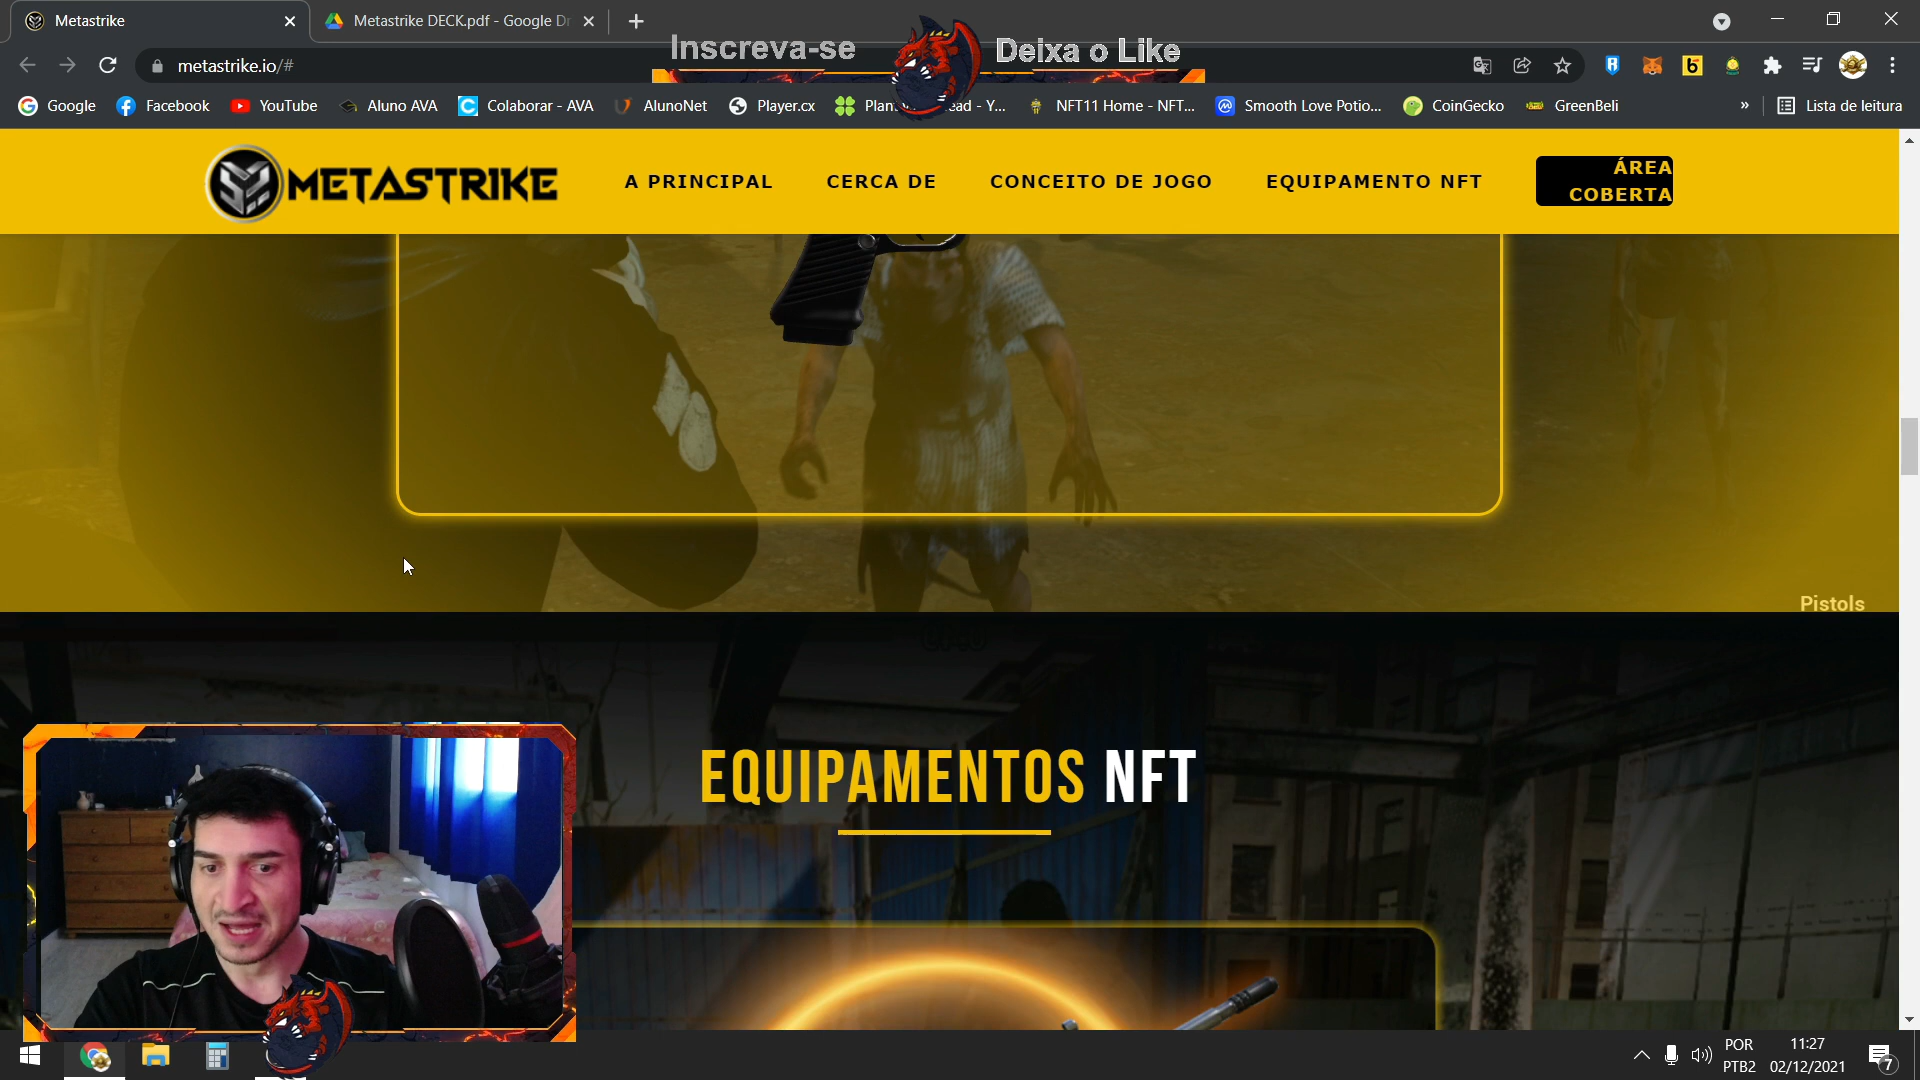 Metastrike
Metastrike DECK.pdf - Google Dr
Inscreva-se
Deixa o Like
metastrike.io/#
Google
Facebook
YouTube
Aluno AVA
Colaborar - AVA
AlunoNet
Player.cx
NFT11 Home - NFT...
Smooth Love Potio...
CoinGecko
GreenBeli
»
Lista de leitura
METASTRIKE
A PRINCIPAL
CERCA DE
CONCEITO DE JOGO
EQUIPAMENTO NFT
ÁREA
COBERTA
Pistols
EQUIPAMENTOS NFT
POR
PTB2
11:27
02/12/2021
7